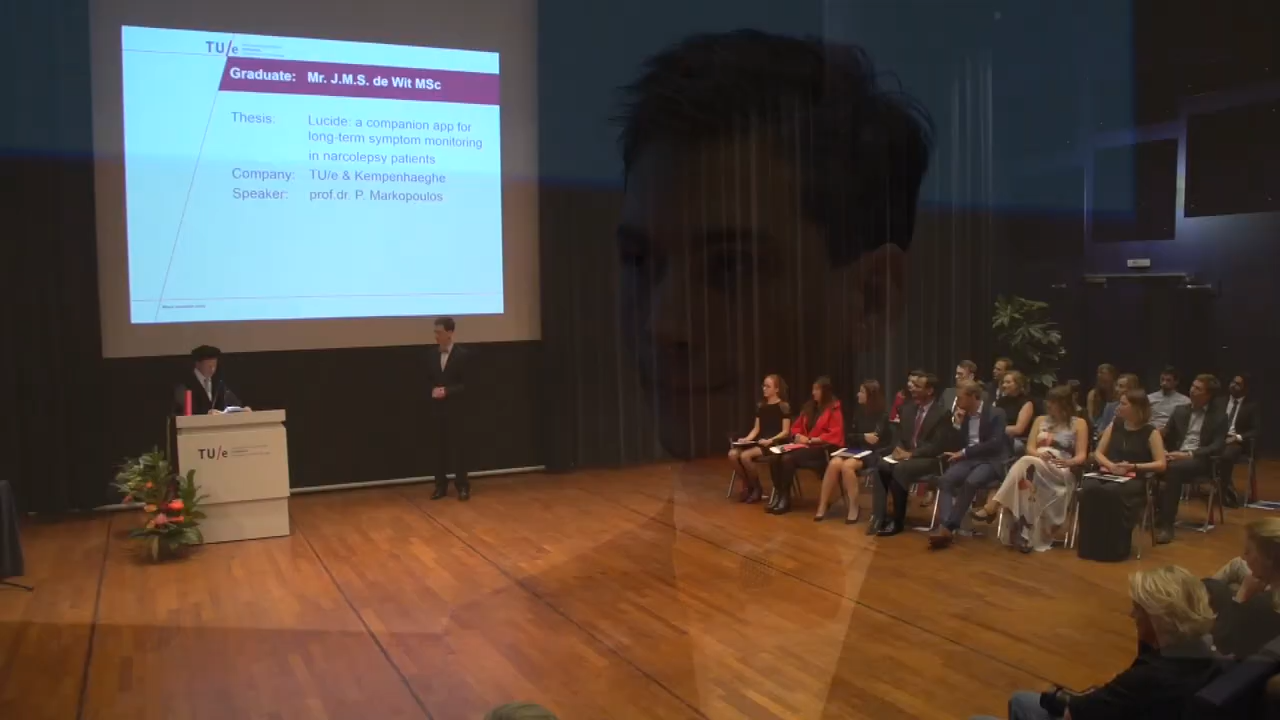 TU/e
Graduate: Mr. J.M.S. de Wit MSc
Thesis: Lucide: a companion app for
long-term symptom monitoring
in narcolepsy patients
Company: TU/e & Kempenhaeghe
Speaker: prof.dr. P. Markopoulos
TU/e